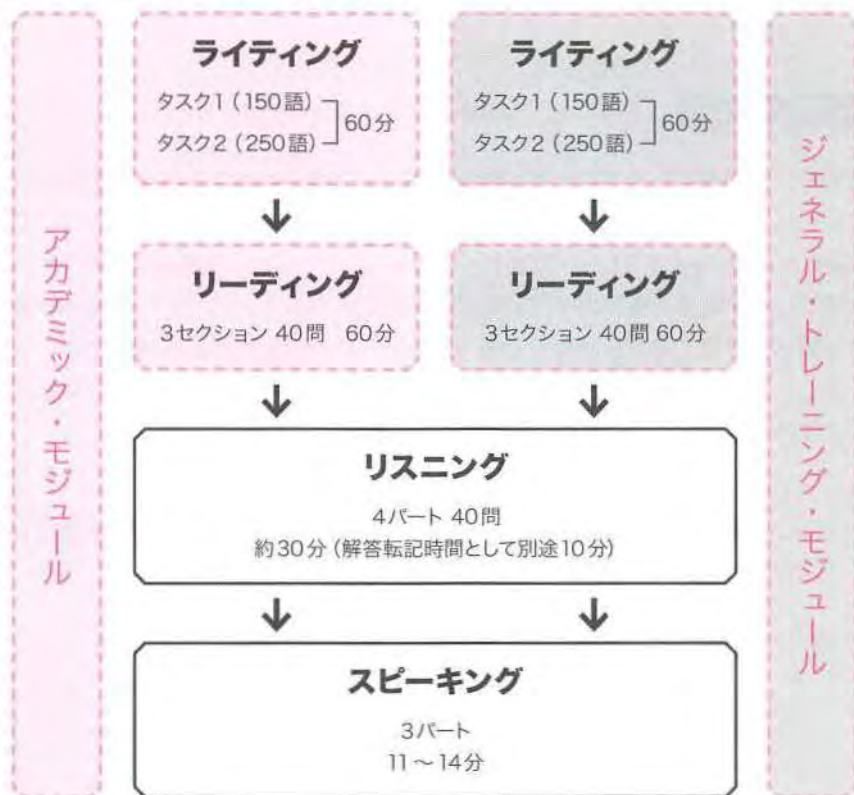 アカデミック・モジュール
ライティング
タスク1（150語）
タスク2（250語）
60分
ライティング
タスク1（150語）
タスク2（250語）
60分
リーディング
3セクション 40問　60分
リーディング
3セクション 40問 60分
リスニング
4パート 40問
約30分（解答転記時間として別途10分）
スピーキング
3パート
11～14分
ジェネラル・トレーニング・モジュール